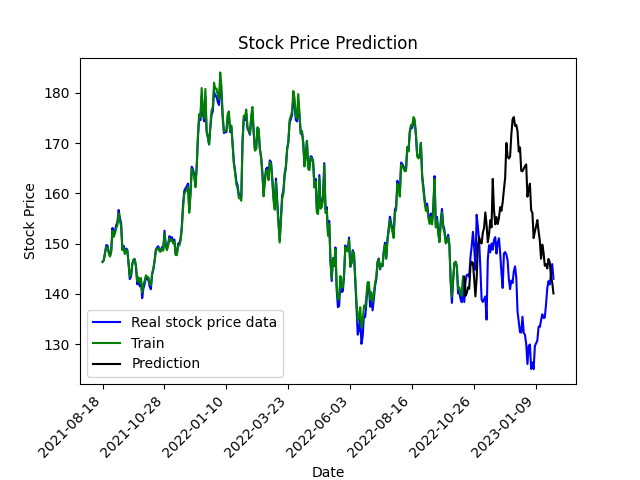 Stock Price Prediction
Stock Price
180
170
160
150
140
130
Real stock price data
Train
Prediction
2021-08-18
2021-10-28
2022-01-10
2022-03-23
2022-06-03
2022-08-16
2022-10-26
2023-01-09
Date